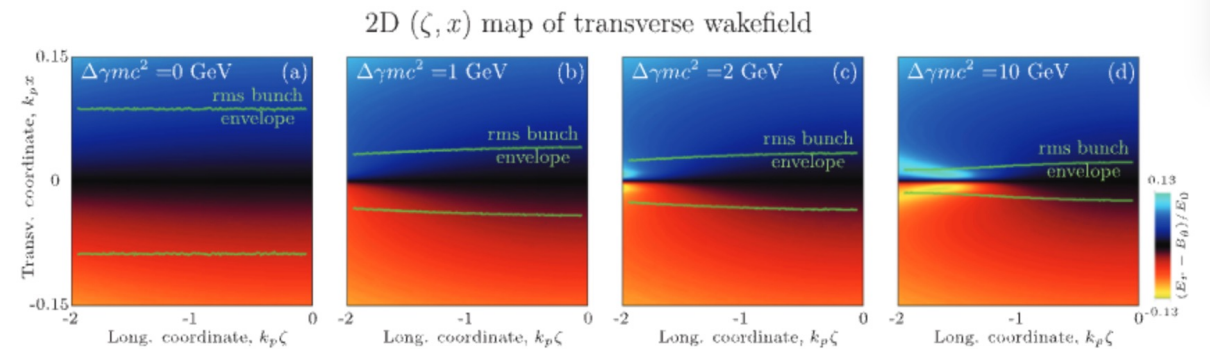 2D (ζ, x) map of transverse wakefield
Δγmc² =0 GeV (a)
rms bunch
envelope
Δγmc² =1 GeV (b)
rms bunch
envelope
Δγmc² =2 GeV (c)
rms bunch
envelope
Δγmc² =10 GeV (d)
rms bunch
envelope
Transv. coordinate, kₚx
0.15
0
-0.15
-2 -1 0
Long. coordinate, kₚζ
-2 -1 0
Long. coordinate, kₚζ
-2 -1 0
Long. coordinate, kₚζ
-2 -1 0
Long. coordinate, kₚζ
0.13
-0.13
(Eᵣ − Bθ)/E₀